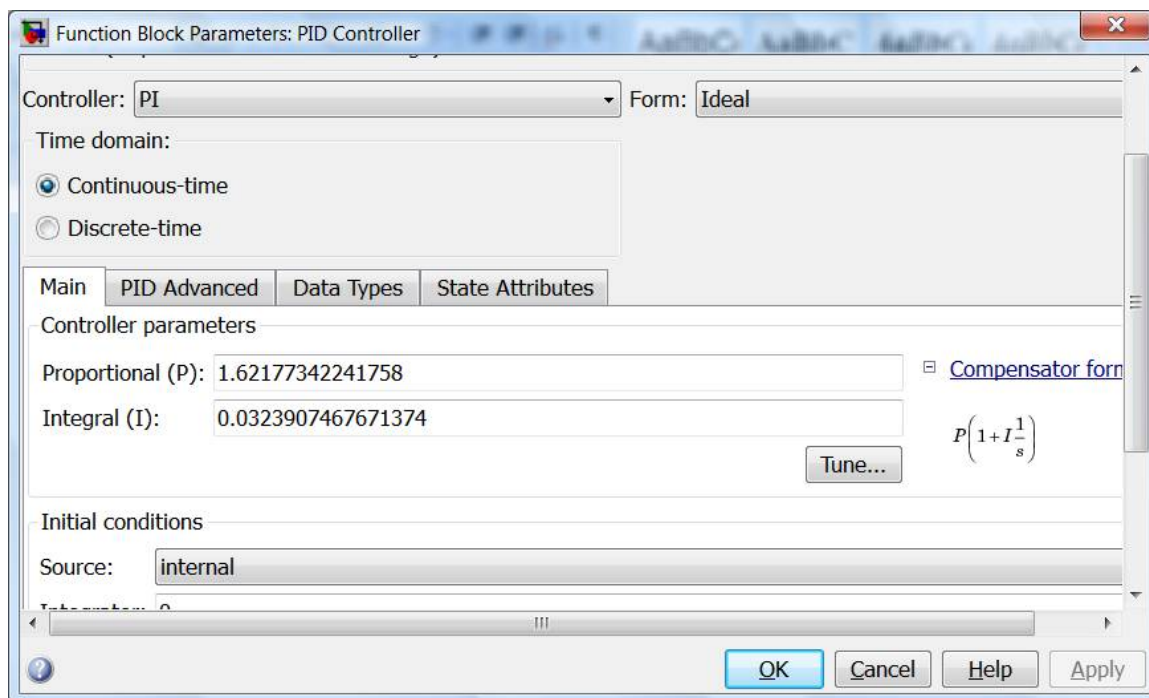 Function Block Parameters: PID Controller
Controller: PI Form: Ideal
Time domain:
Continuous-time
Discrete-time
Main PID Advanced Data Types State Attributes
Controller parameters
Proportional (P): 1.62177342241758 Compensator
Integral (I): 0.0323907467671374
P(1+I 1/s)
Tune...
Initial conditions
Source: internal
OK Cancel Help Apply